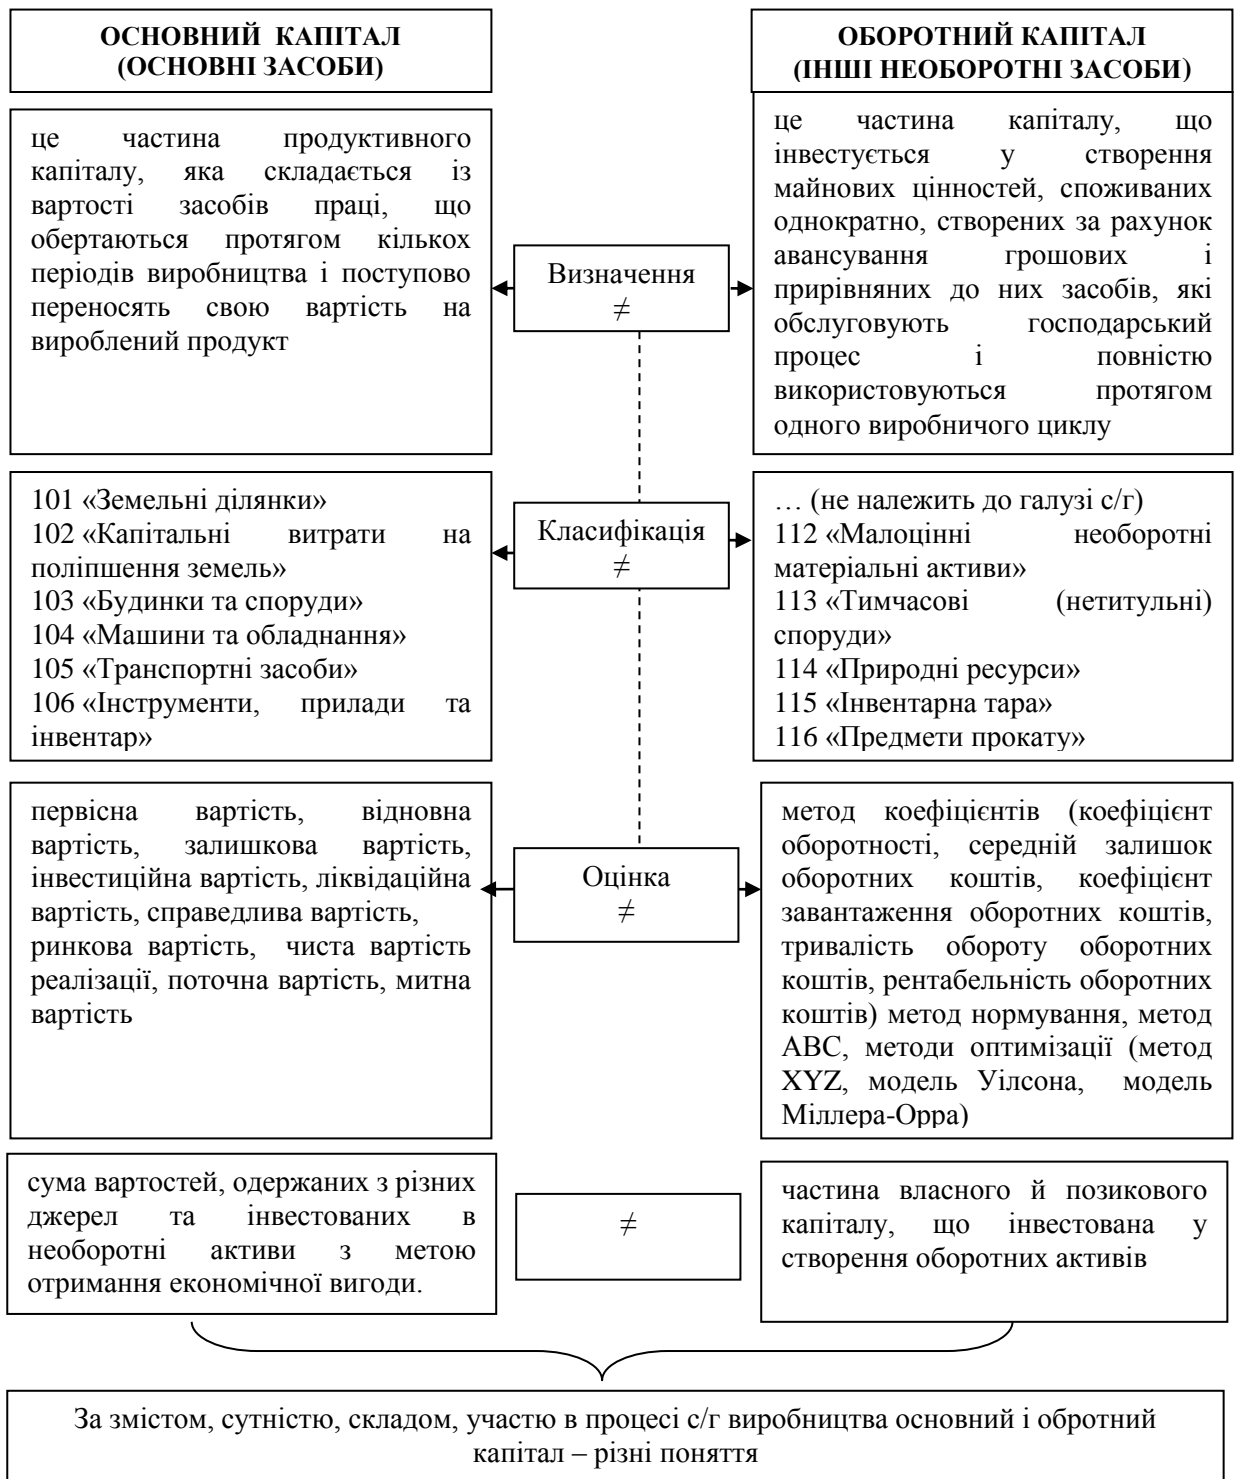 ОСНОВНИЙ КАПІТАЛ
(ОСНОВНІ ЗАСОБИ)
ОБОРОТНИЙ КАПІТАЛ
(ІНШІ НЕОБОРОТНІ ЗАСОБИ)
це частина продуктивного
капіталу, яка складається із
вартості засобів праці, що
обертаються протягом кількох
періодів виробництва і поступово
переносять свою вартість на
вироблений продукт
Визначення
≠
це частина капіталу, що
інвестується у створення
майнових цінностей, споживаних
однократно, створених за рахунок
авансування грошових і
прирівняних до них засобів, які
обслуговують господарський
процес і повністю
використовуються протягом
одного виробничого циклу
101 «Земельні ділянки»
102 «Капітальні витрати на
поліпшення земель»
103 «Будинки та споруди»
104 «Машини та обладнання»
105 «Транспортні засоби»
106 «Інструменти, прилади та
інвентар»
Класифікація
≠
… (не належить до галузі с/г)
112 «Малоцінні необоротні
матеріальні активи»
113 «Тимчасові (нетитульні)
споруди»
114 «Природні ресурси»
115 «Інвентарна тара»
116 «Предмети прокату»
первісна вартість, відновна
вартість, залишкова вартість,
інвестиційна вартість, ліквідаційна
вартість, справедлива вартість,
ринкова вартість, чиста вартість
реалізації, поточна вартість, митна
вартість
Оцінка
≠
метод коефіцієнтів (коефіцієнт
оборотності, середній залишок
оборотних коштів, коефіцієнт
завантаження оборотних коштів,
тривалість обороту оборотних
коштів, рентабельність оборотних
коштів) метод нормування, метод
АВС, методи оптимізації (метод
XYZ, модель Уілсона, модель
Міллера-Орра)
сума вартостей, одержаних з різних
джерел та інвестованих в
необоротні активи з метою
отримання економічної вигоди.
≠
частина власного й позикового
капіталу, що інвестована у
створення оборотних активів
За змістом, сутністю, складом, участю в процесі с/г виробництва основний і обротний
капітал – різні поняття